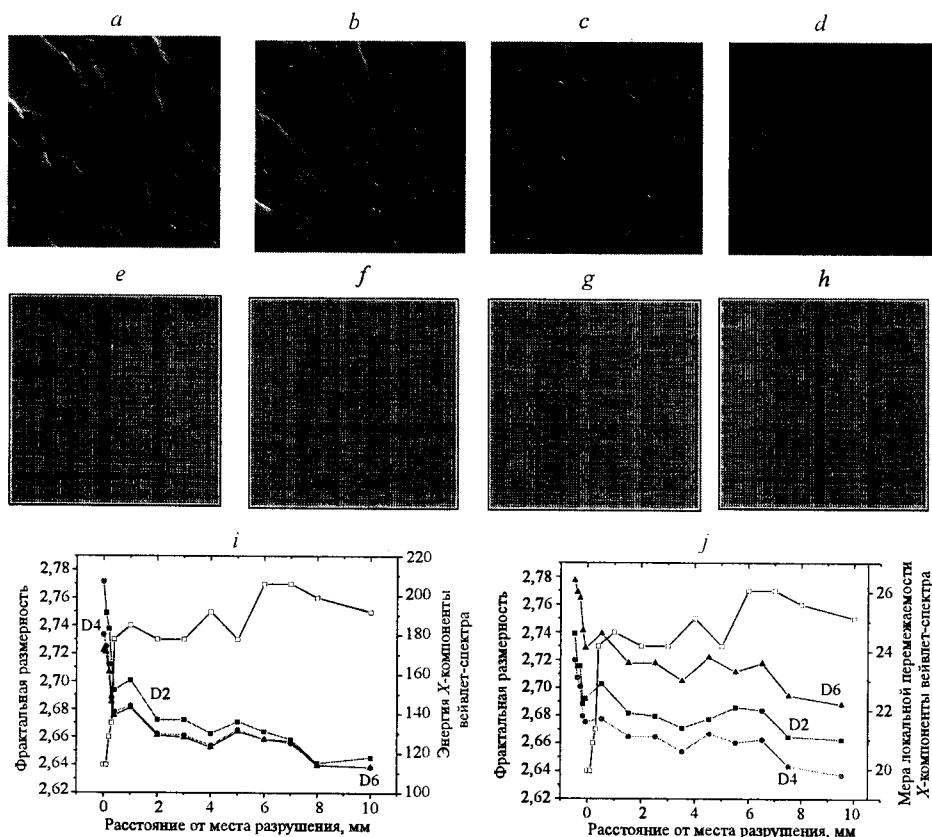 a
b
c
d
e
f
g
h
i
2,78
2,76
2,74
2,72
2,70
2,68
2,66
2,64
2,62
Фрактальная размерность
D4
D2
D6
220
200
180
160
140
120
100
Энергия X-компоненты
вейвлет-спектра
0 2 4 6 8 10
Расстояние от места разрушения, мм
j
2,78
2,76
2,74
2,72
2,70
2,68
2,66
2,64
2,62
Фрактальная размерность
D6
D2
D4
26
24
22
20
Мера локальной перемежаемости
X-компоненты вейвлет-спектра
0 2 4 6 8 10
Расстояние от места разрушения, мм